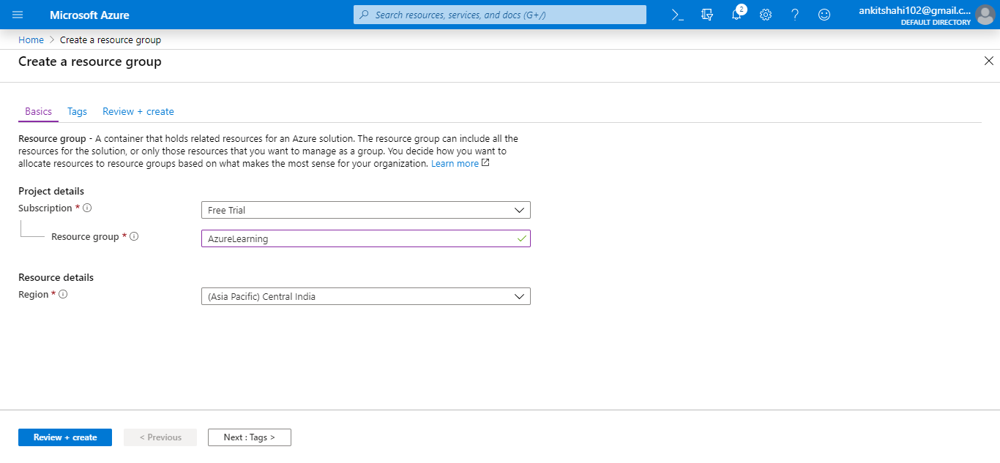 Microsoft Azure
Search resources, services, and docs (G+/)
2
ankitshahi102@gmail.c...
DEFAULT DIRECTORY
Home > Create a resource group
Create a resource group
Basics Tags Review + create
Resource group - A container that holds related resources for an Azure solution. The resource group can include all the
resources for the solution, or only those resources that you want to manage as a group. You decide how you want to
allocate resources to resource groups based on what makes the most sense for your organization. Learn more
Project details
Subscription *
Free Trial
Resource group *
AzureLearning
Resource details
Region *
(Asia Pacific) Central India
Review + create
< Previous
Next : Tags >